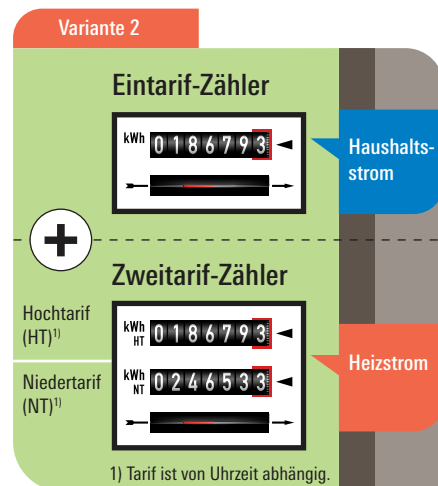 Variante 2
Eintarif-Zähler
kWh 0186793
Haushalts-
strom
Zweitarif-Zähler
Hochtarif
(HT)¹⁾
kWh
HT 0186793
Niedertarif
(NT)¹⁾
kWh
NT 0246533
Heizstrom
1) Tarif ist von Uhrzeit abhängig.